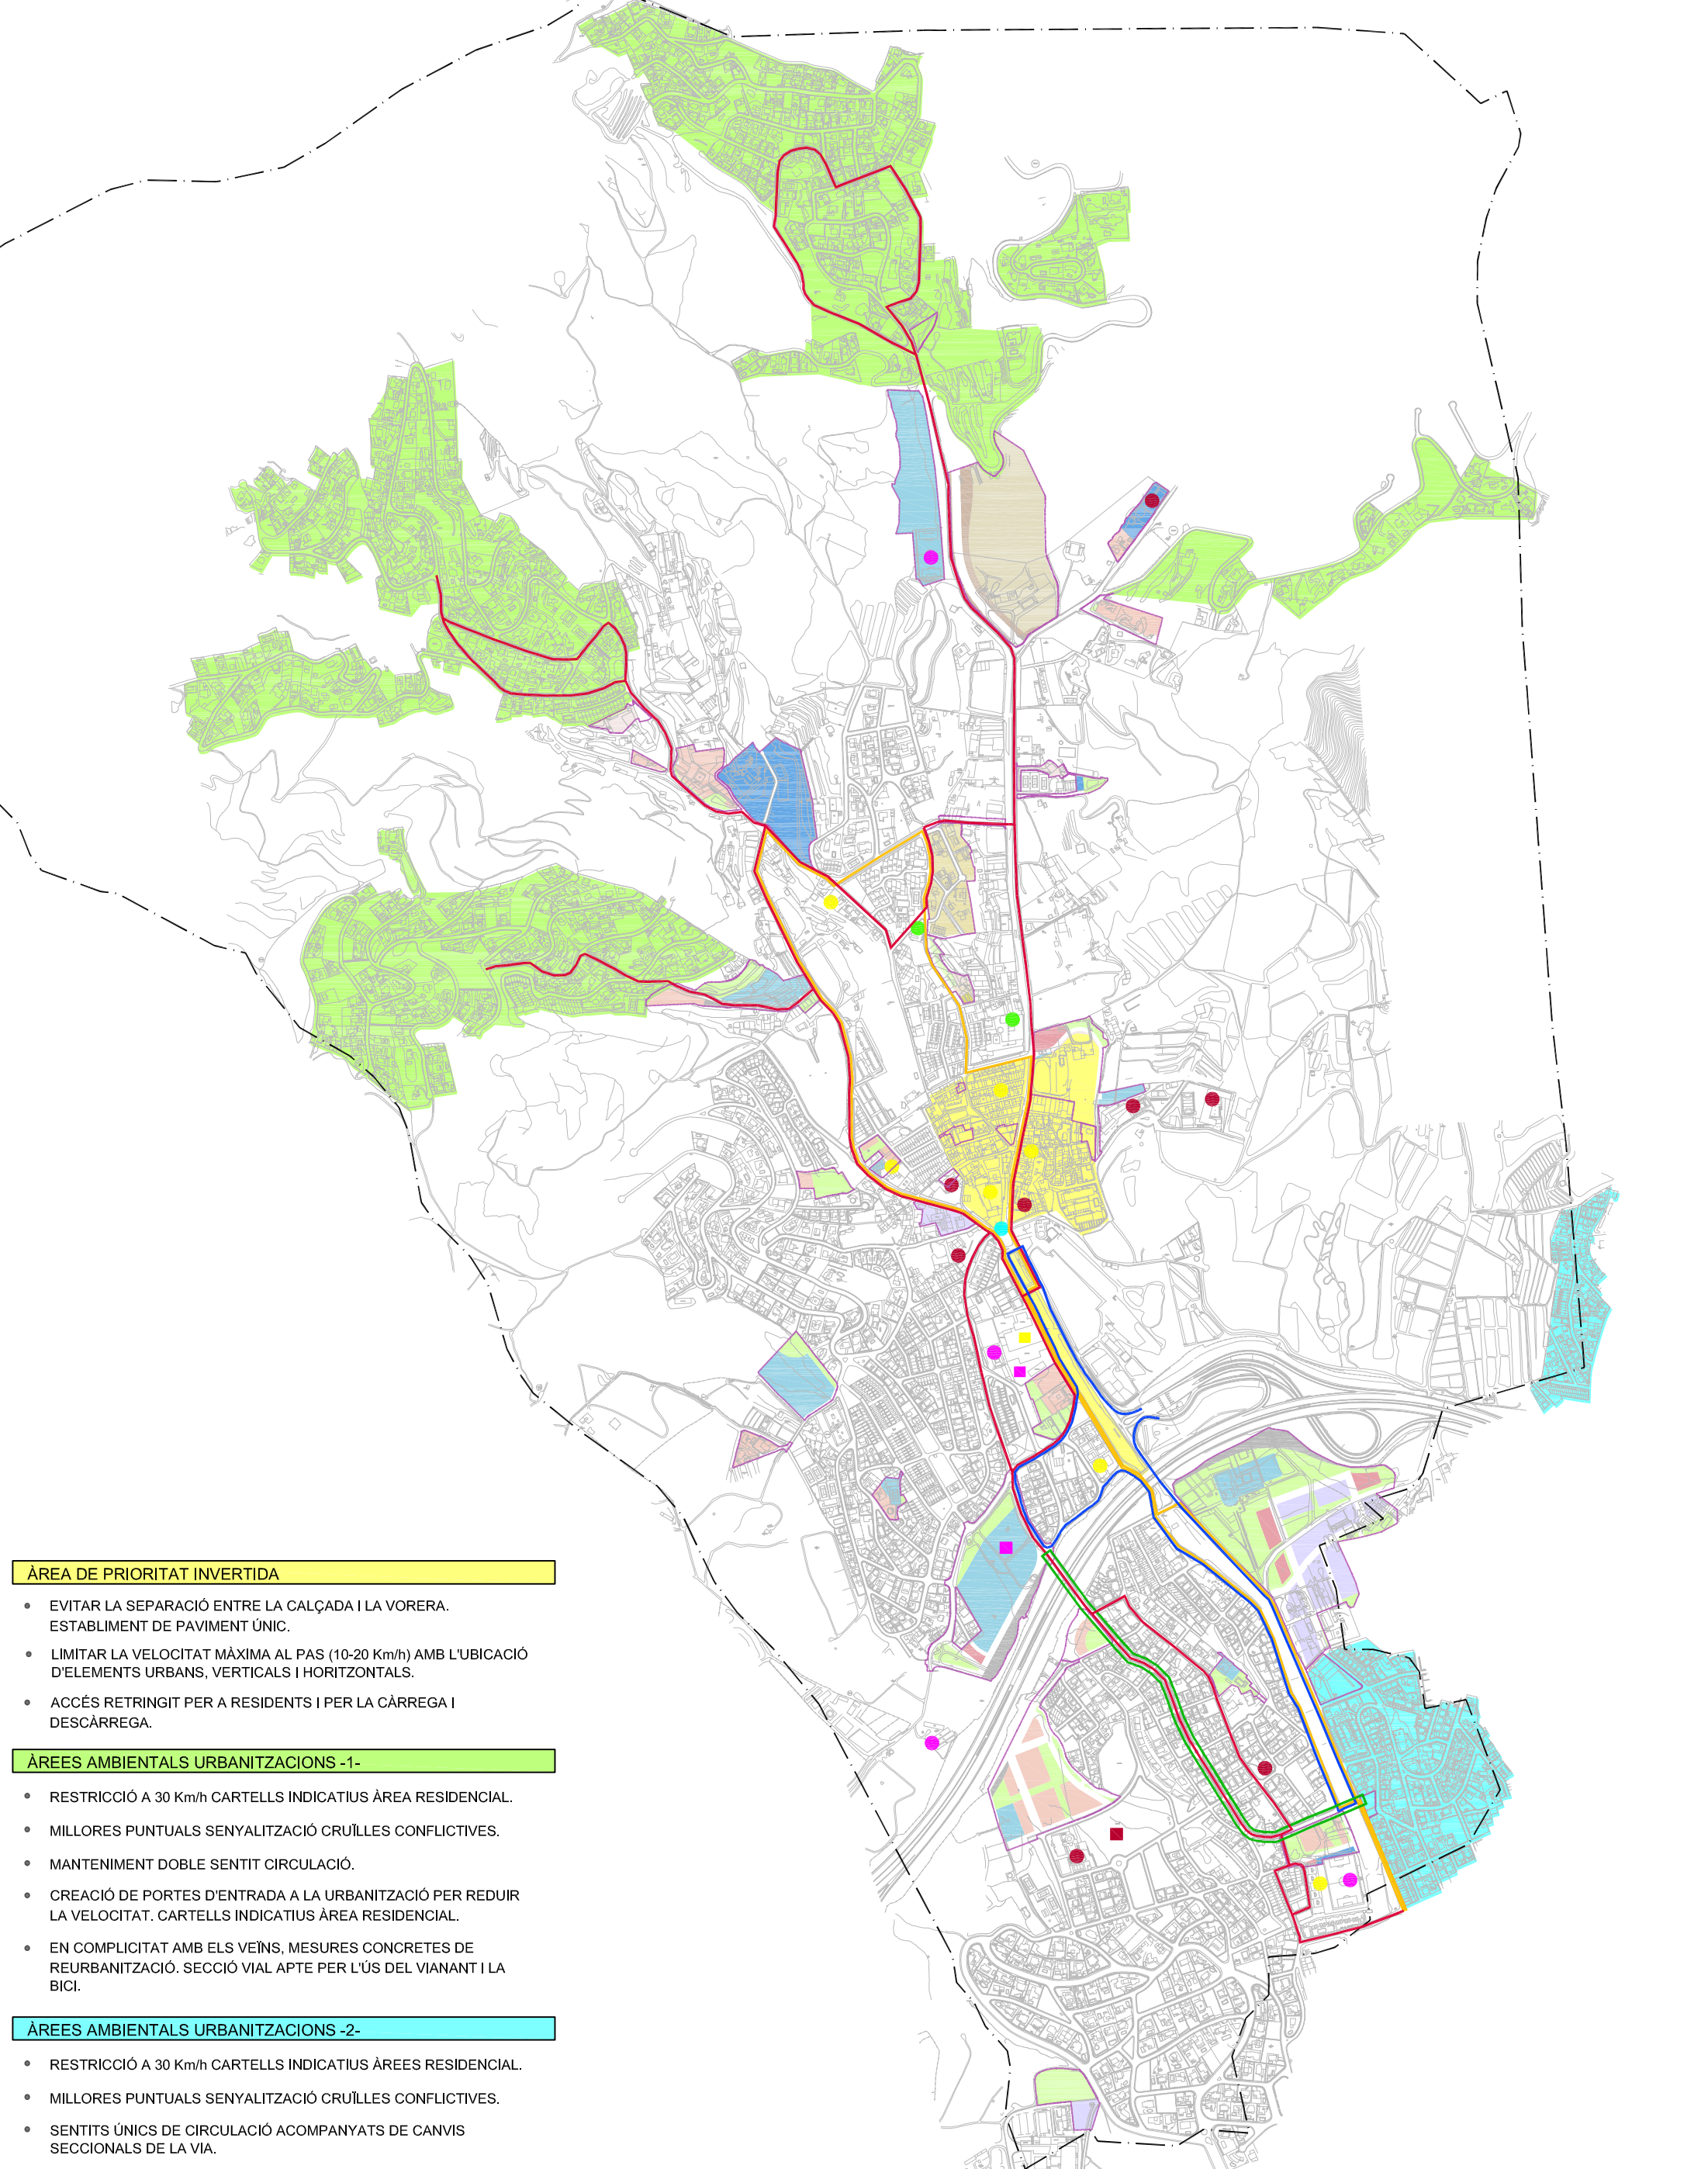 ÀREA DE PRIORITAT INVERTIDA
EVITAR LA SEPARACIÓ ENTRE LA CALÇADA I LA VORERA.
ESTABLIMENT DE PAVIMENT ÚNIC.
LIMITAR LA VELOCITAT MÀXIMA AL PAS (10-20 Km/h) AMB L'UBICACIÓ
D'ELEMENTS URBANS, VERTICALS I HORITZONTALS.
ACCÉS RETRINGIT PER A RESIDENTS I PER LA CÀRREGA I
DESCÀRREGA.
ÀREES AMBIENTALS URBANITZACIONS -1-
RESTRICCIÓ A 30 Km/h CARTELLS INDICATIUS ÀREA RESIDENCIAL.
MILLORES PUNTUALS SENYALITZACIÓ CRUÏLLES CONFLICTIVES.
MANTENIMENT DOBLE SENTIT CIRCULACIÓ.
CREACIÓ DE PORTES D'ENTRADA A LA URBANITZACIÓ PER REDUIR
LA VELOCITAT. CARTELLS INDICATIUS ÀREA RESIDENCIAL.
EN COMPLICITAT AMB ELS VEÏNS, MESURES CONCRETES DE
REURBANITZACIÓ. SECCIÓ VIAL APTE PER L'ÚS DEL VIANANT I LA
BICI.
ÀREES AMBIENTALS URBANITZACIONS -2-
RESTRICCIÓ A 30 Km/h CARTELLS INDICATIUS ÀREES RESIDENCIAL.
MILLORES PUNTUALS SENYALITZACIÓ CRUÏLLES CONFLICTIVES.
SENTITS ÚNICS DE CIRCULACIÓ ACOMPANYATS DE CANVIS
SECCIONALS DE LA VIA.